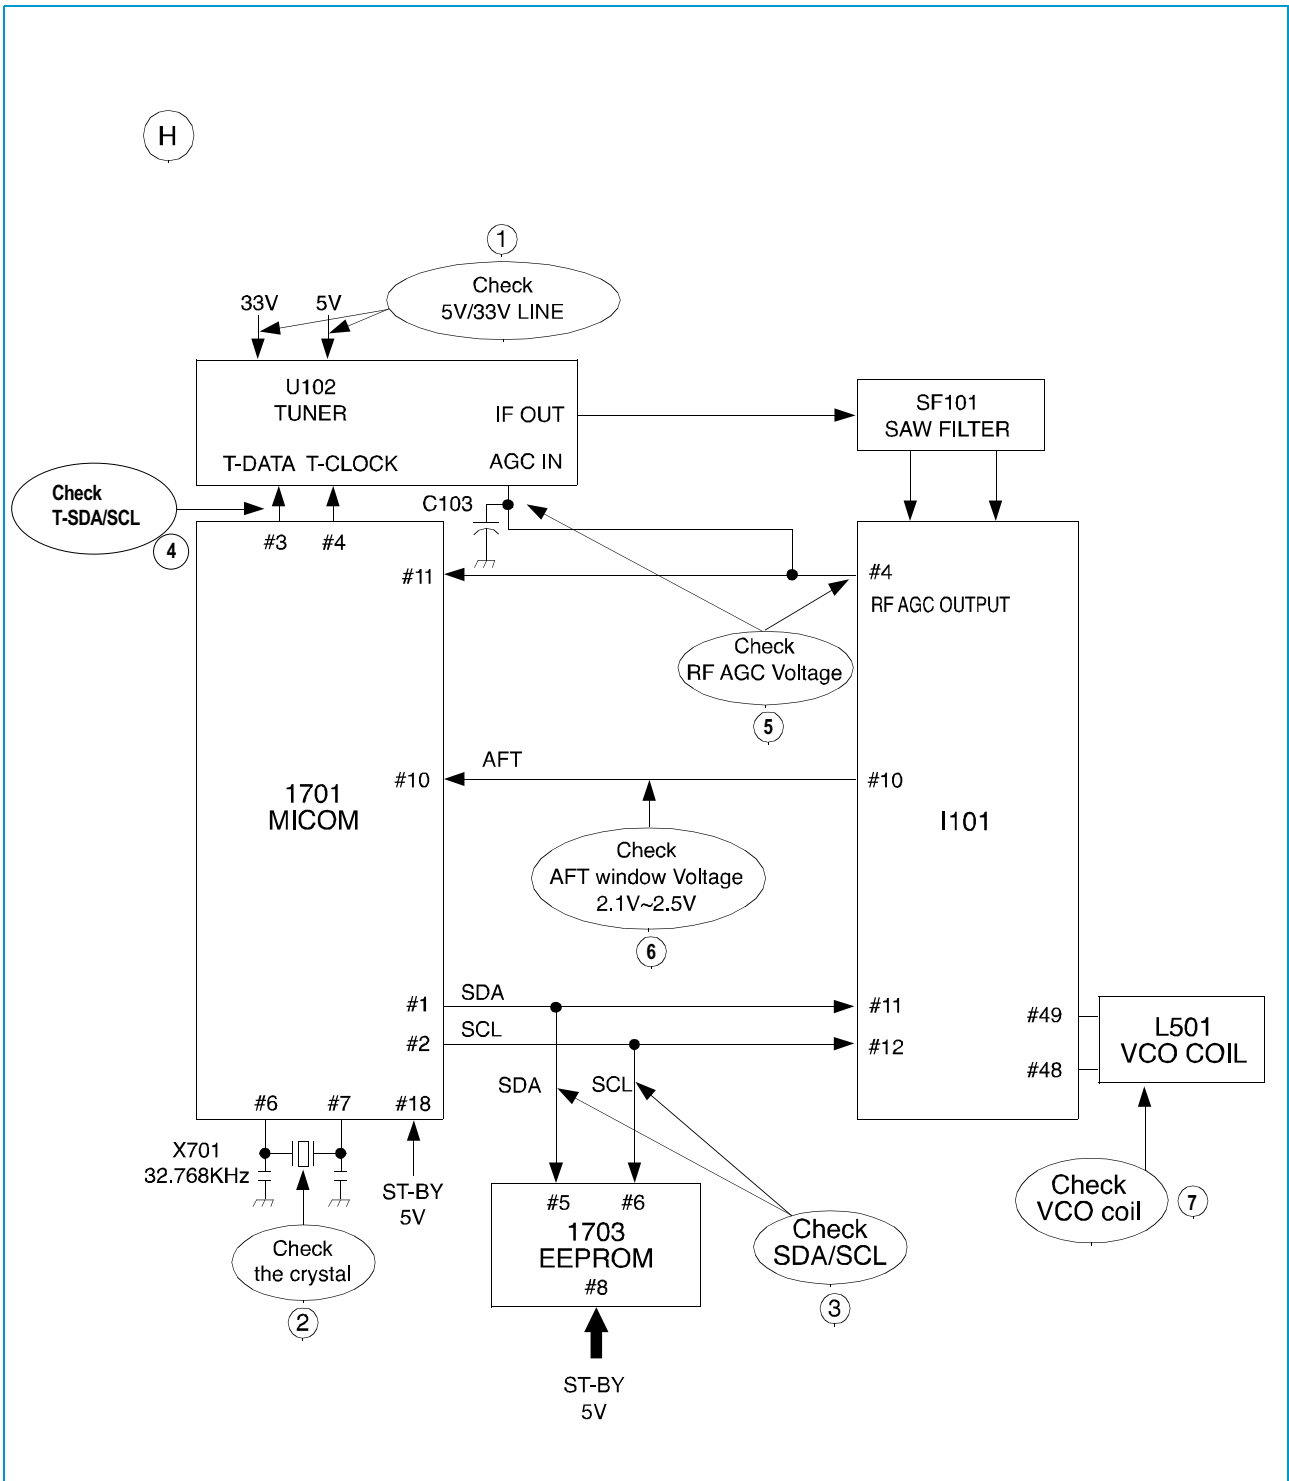 H
1
Check
5V/33V LINE
33V 5V
U102
TUNER
IF OUT
T-DATA T-CLOCK
AGC IN
SF101
SAW FILTER
Check
T-SDA/SCL
4
C103
#3 #4
#11
#4
RF AGC OUTPUT
Check
RF AGC Voltage
5
AFT
#10
#10
1701
MICOM
I101
Check
AFT window Voltage
2.1V~2.5V
6
#1
SDA
#11
#2
SCL
#12
#49
#48
L501
VCO COIL
SDA
SCL
#6 #7 #18
X701
32.768KHz
ST-BY
5V
Check
the crystal
2
#5 #6
1703
EEPROM
#8
Check
SDA/SCL
3
Check
VCO coil
7
ST-BY
5V